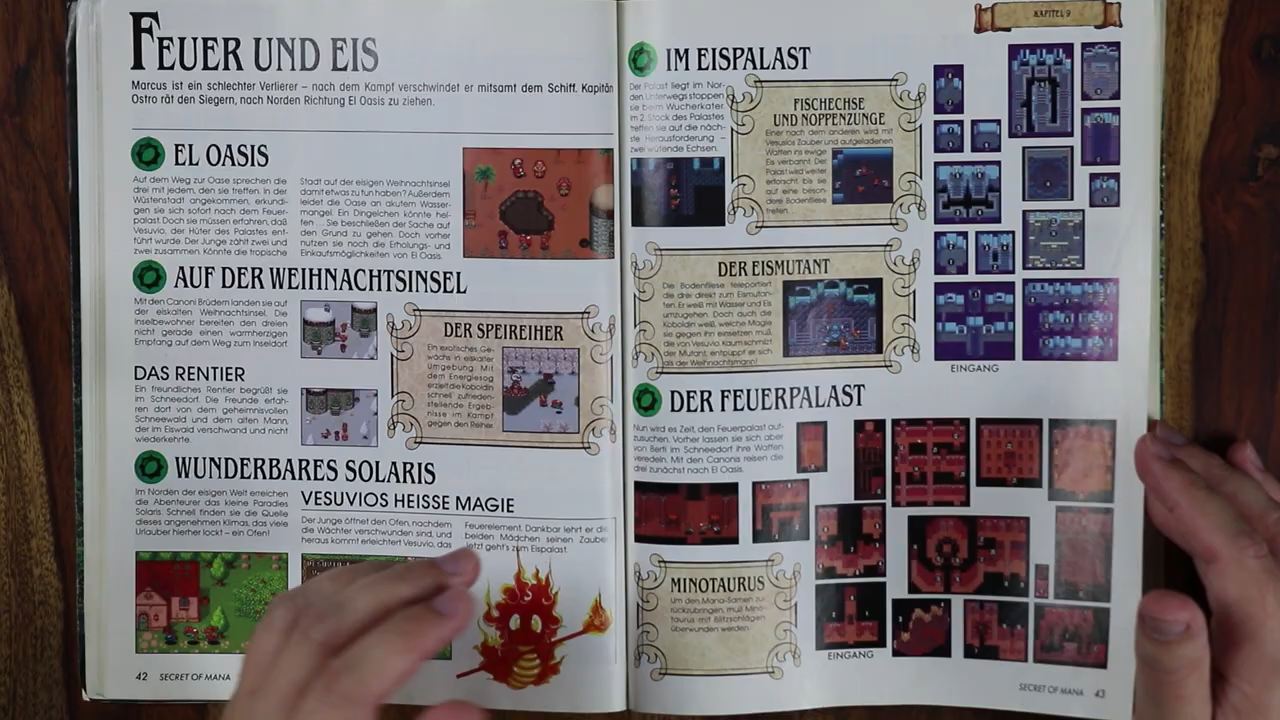 FEUER UND EIS
Marcus ist ein schlechter Verlierer – nach dem Kampf verschwindet er mitsamt dem Schiff. Kapitän
Ostro rät den Siegern, nach Norden Richtung El Oasis zu ziehen.
EL OASIS
Auf dem Weg zur Oase sprechen die
drei mit jedem, den sie treffen. In der
Wüstenstadt angekommen, erkundi-
gen sie sich sofort nach dem Feuer-
palast. Doch sie müssen erfahren, daß
Vesuvio, der Hüter des Palastes ent-
führt wurde. Der Junge zählt zwei und
zwei zusammen. Könnte die tropische
Stadt auf der eisigen Weihnachtsinsel
damit etwas zu tun haben? Außerdem
leidet die Oase an akutem Wasser-
mangel. Ein Dingelchen könnte hel-
fen... Sie beschließen der Sache auf
den Grund zu gehen. Doch vorher
nutzen sie noch die Erholungs- und
Einkaufsmöglichkeiten von El Oasis.
AUF DER WEIHNACHTSINSEL
Mit den Canoni Brüdern landen sie auf
der eiskalten Weihnachtsinsel. Die
Inselbewohner bereiten den dreien
nicht gerade einen warmherzigen
Empfang auf dem Weg zum Inseldorf.
DAS RENTIER
Ein freundliches Rentier begrüßt sie
im Schneedorf. Die Freunde erfah-
ren dort von dem geheimnisvollen
Schneewald und dem alten Mann,
der im Eiswald verschwand und nicht
wiederkehrte.
DER SPEIREIHER
Ein exotisches Ge-
wächs in eiskalter
Umgebung. Mit
dem Energiesog
erzielt die Koboldin
schnell zufrieden-
stellende Ergeb-
nisse im Kampf
gegen den Reiher.
WUNDERBARES SOLARIS
Im Norden der eisigen Welt erreichen
die Abenteurer das kleine Paradies
Solaris. Schnell finden sie die Quelle
dieses angenehmen Klimas, das viele
Urlauber hierher lockt – ein Ofen!
VESUVIOS HEISSE MAGIE
Der Junge öffnet den Ofen, nachdem
die Wächter verschwunden sind, und
heraus kommt erleichtert Vesuvio, das
Feuerelement. Dankbar lehrt er die
beiden Mädchen seinen Zauber.
Jetzt geht's zum Eispalast.
42 SECRET OF MANA
KAPITEL 9
IM EISPALAST
Der Palast liegt im Nor-
den. Unterwegs stoppen
sie beim Wucherkater.
Im 2. Stock des Palastes
treffen sie auf die näch-
ste Herausforderung –
zwei wütende Echsen.
FISCHECHSE
UND NOPPENZUNGE
Einer nach dem anderen wird mit
Vesuvios Zauber und aufgeladenen
Waffen ins ewige
Eis verbannt. Der
Palast wird weiter
erforscht, bis sie
auf eine beson-
dere Bodenfliese
treten.
DER EISMUTANT
Die Bodenfliese teleportiert
die drei direkt zum Eismutan-
ten. Er weiß mit Wasser und Eis
umzugehen. Doch auch die
Koboldin weiß, welche Magie
sie gegen ihn einsetzen muß,
die von Vesuvio. Kaum schmilzt
der Mutant, entpuppt er sich
als der Weihnachtsmann!
EINGANG
DER FEUERPALAST
Nun wird es Zeit, den Feuerpalast auf-
zusuchen. Vorher lassen sie sich aber
von Bertl im Schneedorf ihre Waffen
veredeln. Mit den Canonis reisen die
drei zunächst nach El Oasis.
MINOTAURUS
Um den Mana-Samen zu-
rückzubringen, muß Mino-
taurus mit Blitzschlägen
überwunden werden.
EINGANG
SECRET OF MANA 43